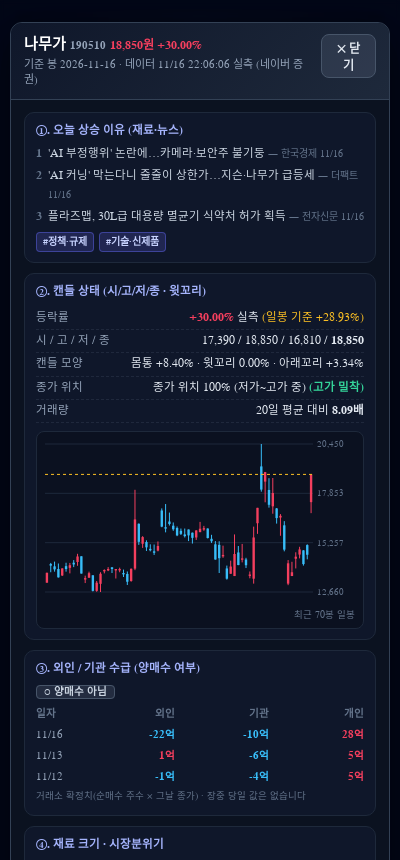 나무가 190510 18,850원 +30.00%
× 닫기
기준 봉 2026-11-16 · 데이터 11/16 22:06:06 실측 (네이버 증권)
①. 오늘 상승 이유 (재료·뉴스)
1 'AI 부정행위' 논란에…카메라·보안주 불기둥 — 한국경제 11/16
2 'AI 커닝' 막는다니 줄줄이 상한가…지슨·나무가 급등세 — 더팩트
11/16
3 플라즈맵, 30L급 대용량 멸균기 식약처 허가 획득 — 전자신문 11/16
#정책·규제 #기술·신제품
②. 캔들 상태 (시/고/저/종 · 윗꼬리)
등락률 +30.00% 실측 (일봉 기준 +28.93%)
시 / 고 / 저 / 종 17,390 / 18,850 / 16,810 / 18,850
캔들 모양 몸통 +8.40% · 윗꼬리 0.00% · 아래꼬리 +3.34%
종가 위치 종가 위치 100% (저가~고가 중) (고가 밀착)
거래량 20일 평균 대비 8.09배
20,450
17,853
15,257
12,660
최근 70봉 일봉
③. 외인 / 기관 수급 (양매수 여부)
○ 양매수 아님
일자 외인 기관 개인
11/16 -22억 -10억 28억
11/13 1억 -6억 5억
11/12 -1억 -4억 5억
거래소 확정치(순매수 주수 × 그날 종가) · 장중 당일 값은 없습니다
④. 재료 크기 · 시장분위기